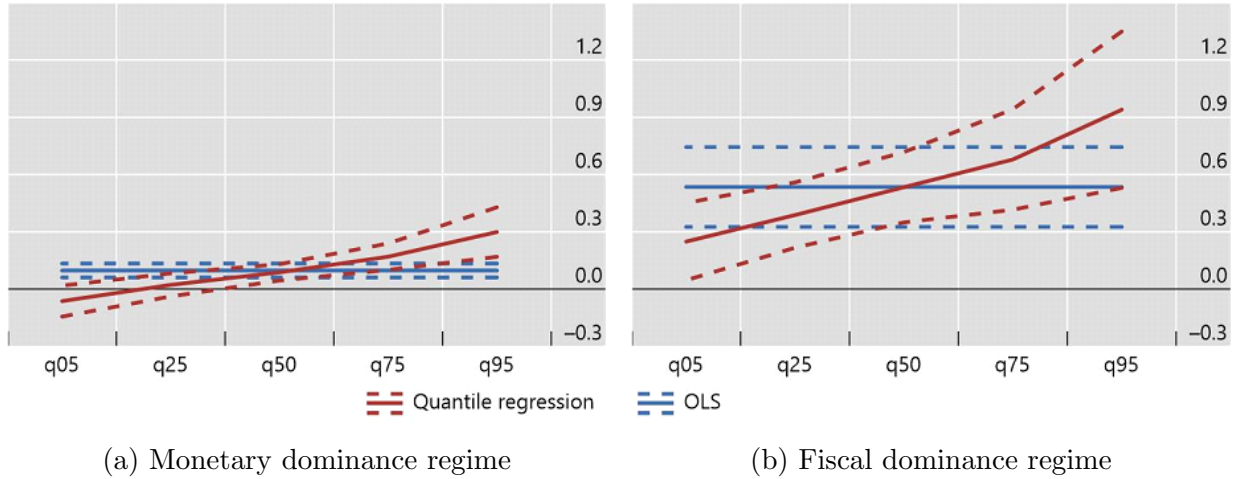 1.2 1.2
0.9 0.9
0.6 0.6
0.3 0.3
0.0 0.0
–0.3 –0.3
q05 q25 q50 q75 q95 q05 q25 q50 q75 q95
Quantile regression OLS
(a) Monetary dominance regime (b) Fiscal dominance regime